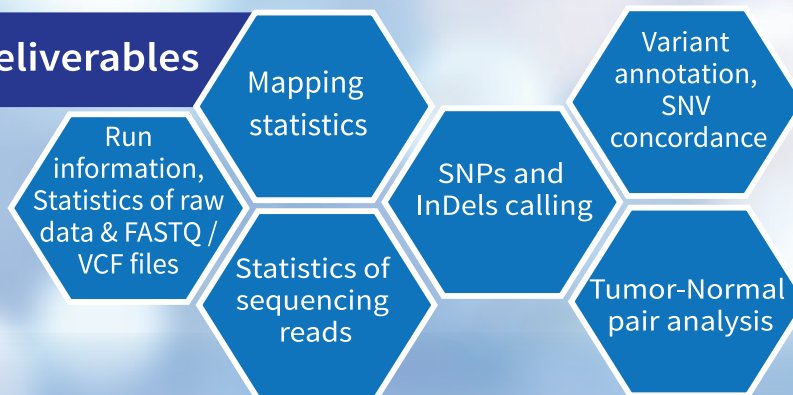 eliverables
Run
information,
Statistics of raw
data & FASTQ /
VCF files
Mapping
statistics
Statistics of
sequencing
reads
SNPs and
InDels calling
Variant
annotation,
SNV
concordance
Tumor-Normal
pair analysis